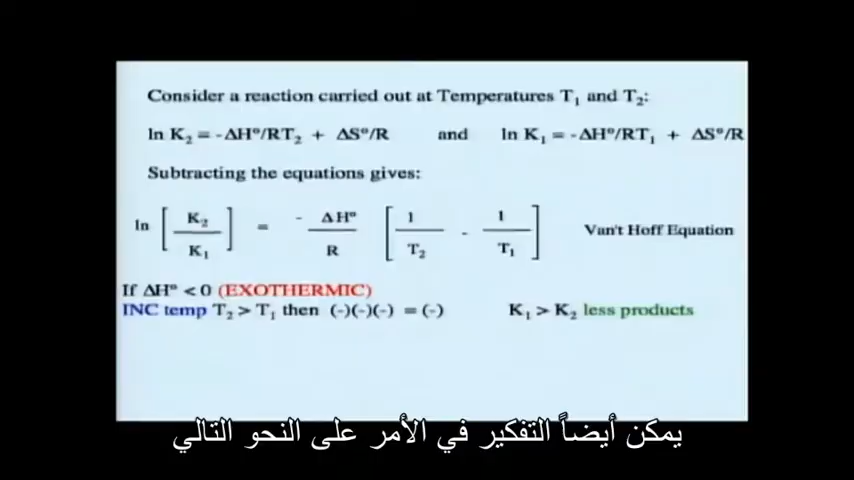 Consider a reaction carried out at Temperatures T₁ and T₂:
ln K₂ = -ΔH°/RT₂ + ΔS°/R and ln K₁ = -ΔH°/RT₁ + ΔS°/R
Subtracting the equations gives:
ln [ K₂ / K₁ ] = - ΔH° / R [ 1 / T₂ - 1 / T₁ ] Van't Hoff Equation
If ΔH° < 0 (EXOTHERMIC)
INC temp T₂ > T₁ then (-)(-)(-) = (-) K₁ > K₂ less products
يمكن أيضاً التفكير في الأمر على النحو التالي